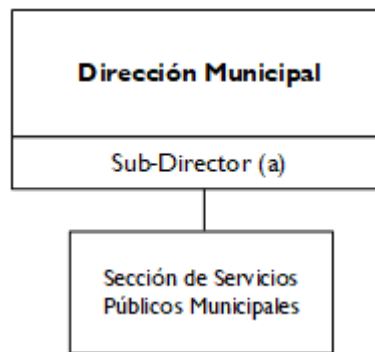 Dirección Municipal
Sub-Director (a)
Sección de Servicios
Públicos Municipales